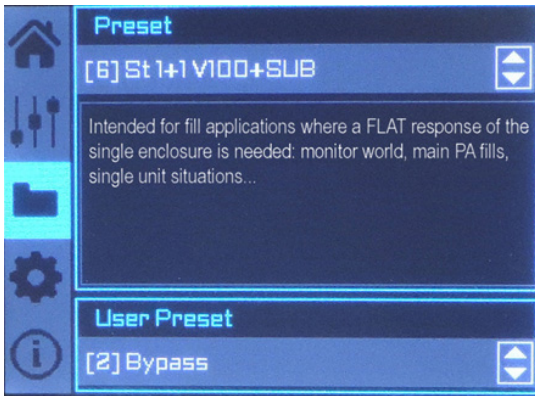 Preset
[6] St 1+1 V100+SUB
Intended for fill applications where a FLAT response of the
single enclosure is needed: monitor world, main PA fills,
single unit situations...
User Preset
[2] Bypass